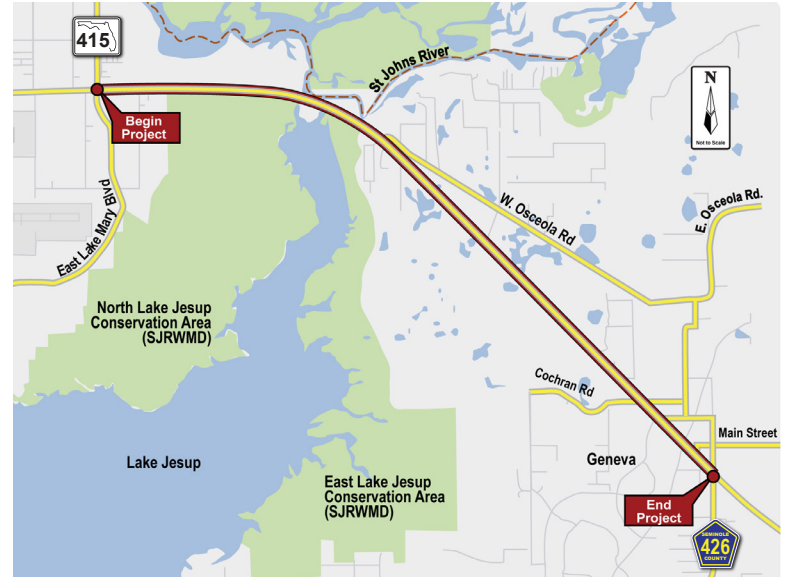 415
St Johns River
N
Not to Scale
Begin
Project
W. Osceola Rd
E. Osceola Rd.
East Lake Mary Blvd
North Lake Jesup
Conservation Area
(SJRWMD)
Cochran Rd
Main Street
Lake Jesup
Geneva
East Lake Jesup
Conservation Area
(SJRWMD)
End
Project
SEMINOLE
426
COUNTY